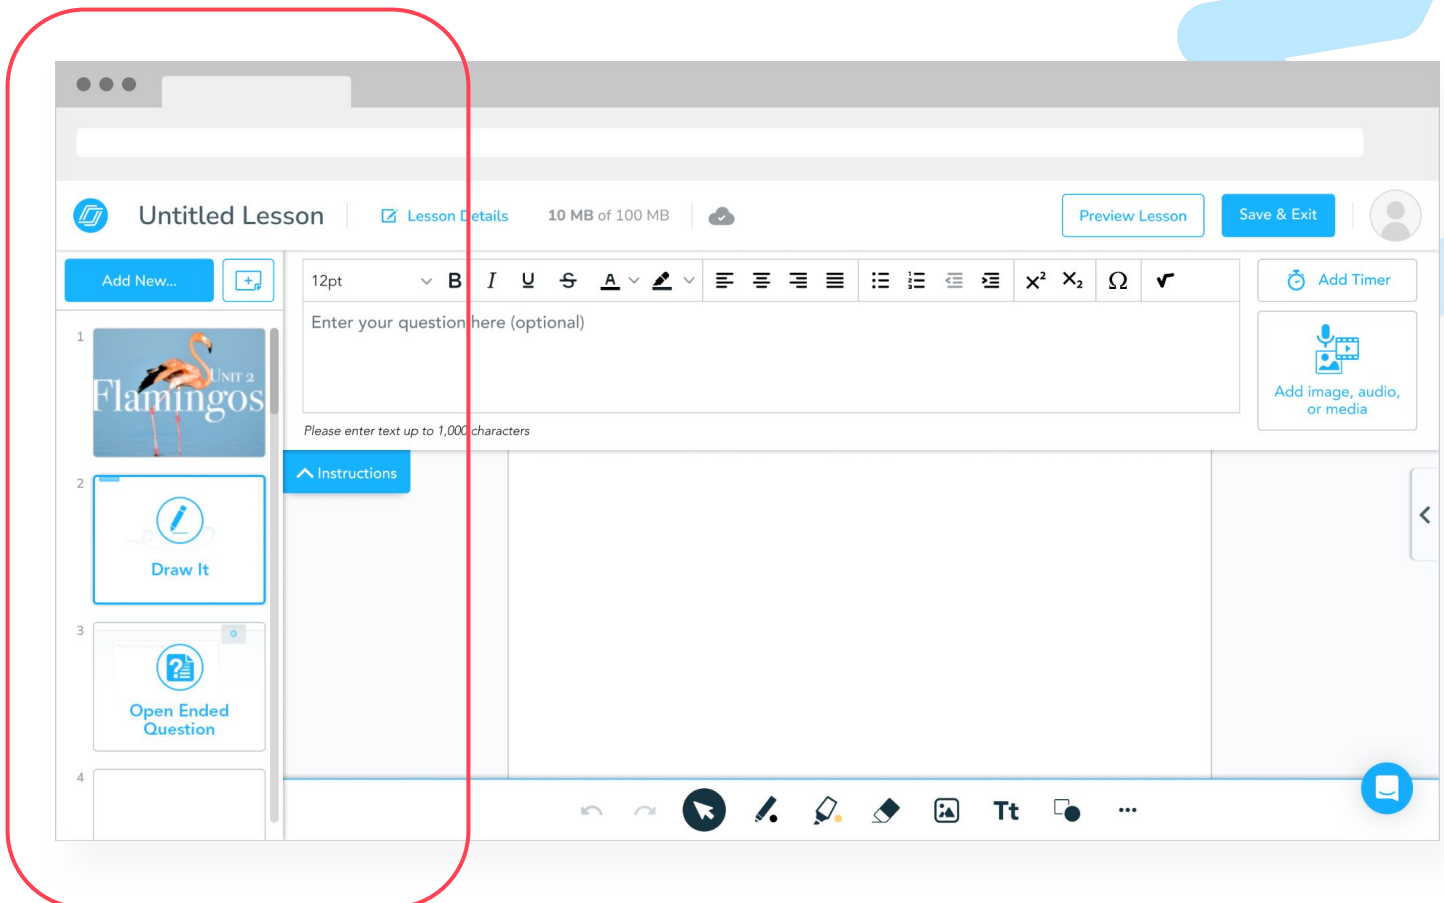 Untitled Lesson
Lesson Details
10 MB of 100 MB
Preview Lesson
Save & Exit
Add New...
12pt
B I U S A
X² X₂ Ω √
Add Timer
Enter your question here (optional)
Add image, audio,
or media
Please enter text up to 1,000 characters
Instructions
1
UNIT 2
Flamingos
2
Draw It
3
Open Ended
Question
4
Tt